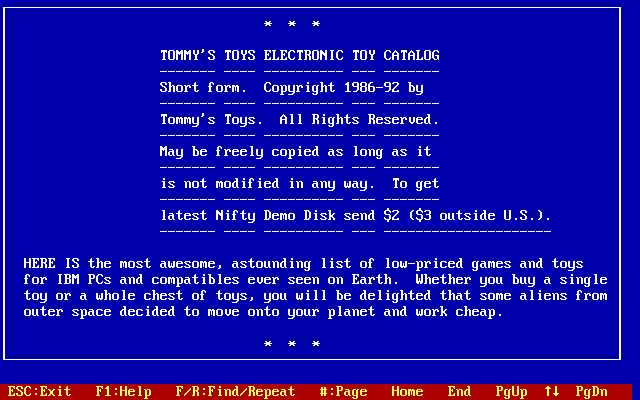 * * *
TOMMY'S TOYS ELECTRONIC TOY CATALOG
------- ---- ---------- --- -------
Short form.  Copyright 1986-92 by
------- ---- ---------- --- -------
Tommy's Toys.  All Rights Reserved.
------- ---- ---------- --- -------
May be freely copied as long as it
------- ---- ---------- --- -------
is not modified in any way.  To get
------- ---- ---------- --- -------
latest Nifty Demo Disk send $2 ($3 outside U.S.).
------- ---- ---------- --- ---------------------
HERE IS the most awesome, astounding list of low-priced games and toys
for IBM PCs and compatibles ever seen on Earth.  Whether you buy a single
toy or a whole chest of toys, you will be delighted that some aliens from
outer space decided to move onto your planet and work cheap.
* * *
ESC:Exit   F1:Help   F/R:Find/Repeat   #:Page   Home   End   PgUp  ↑↓  PgDn